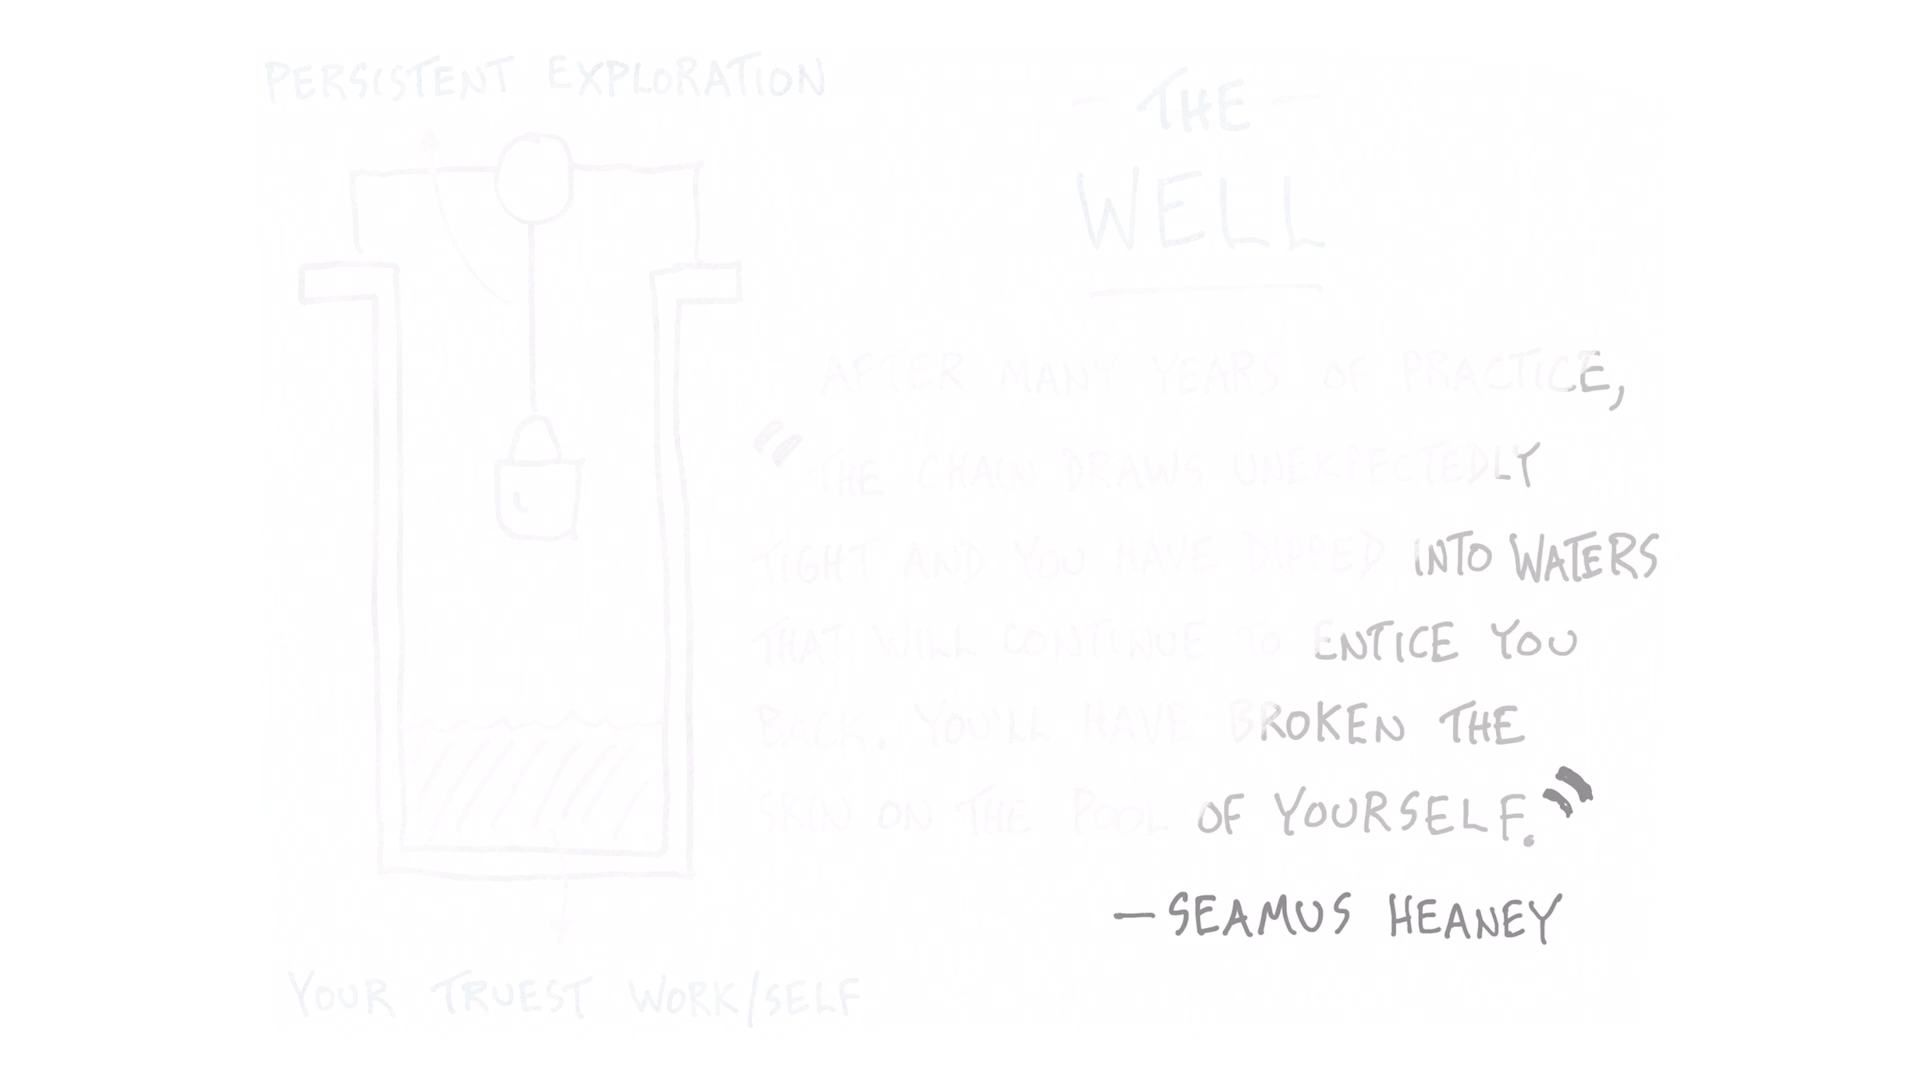 PERSISTENT EXPLORATION
— THE —
WELL
AFTER MANY YEARS OF PRACTICE,
" THE CHAIN DRAWS UNEXPECTEDLY
TIGHT AND YOU HAVE DIPPED INTO WATERS
THAT WILL CONTINUE TO ENTICE YOU
BACK. YOU'LL HAVE BROKEN THE
SKIN ON THE POOL OF YOURSELF."
— SEAMUS HEANEY
YOUR TRUEST WORK/SELF